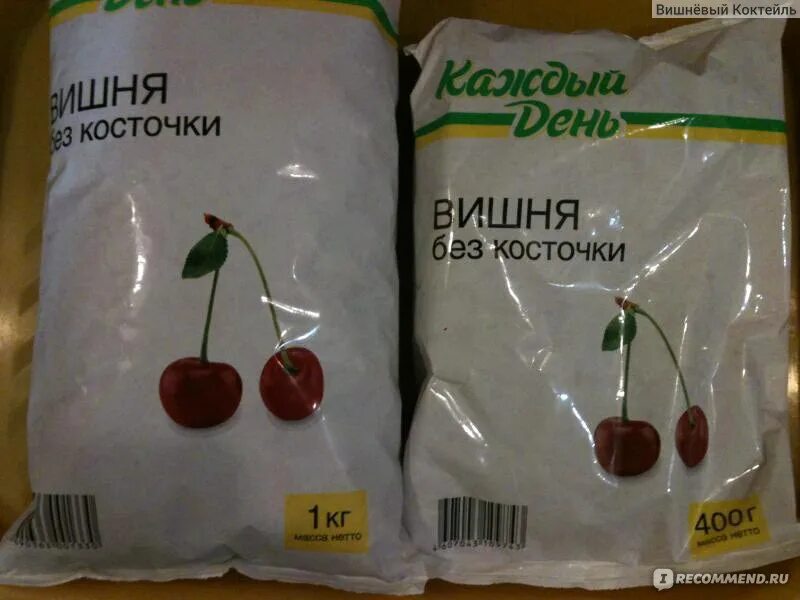 Вишнёвый Коктейль
День
ВИШНЯ
без косточки
1 кг
масса нетто
Каждый
День
ВИШНЯ
без косточки
400 г
масса нетто
IRECOMMEND.RU